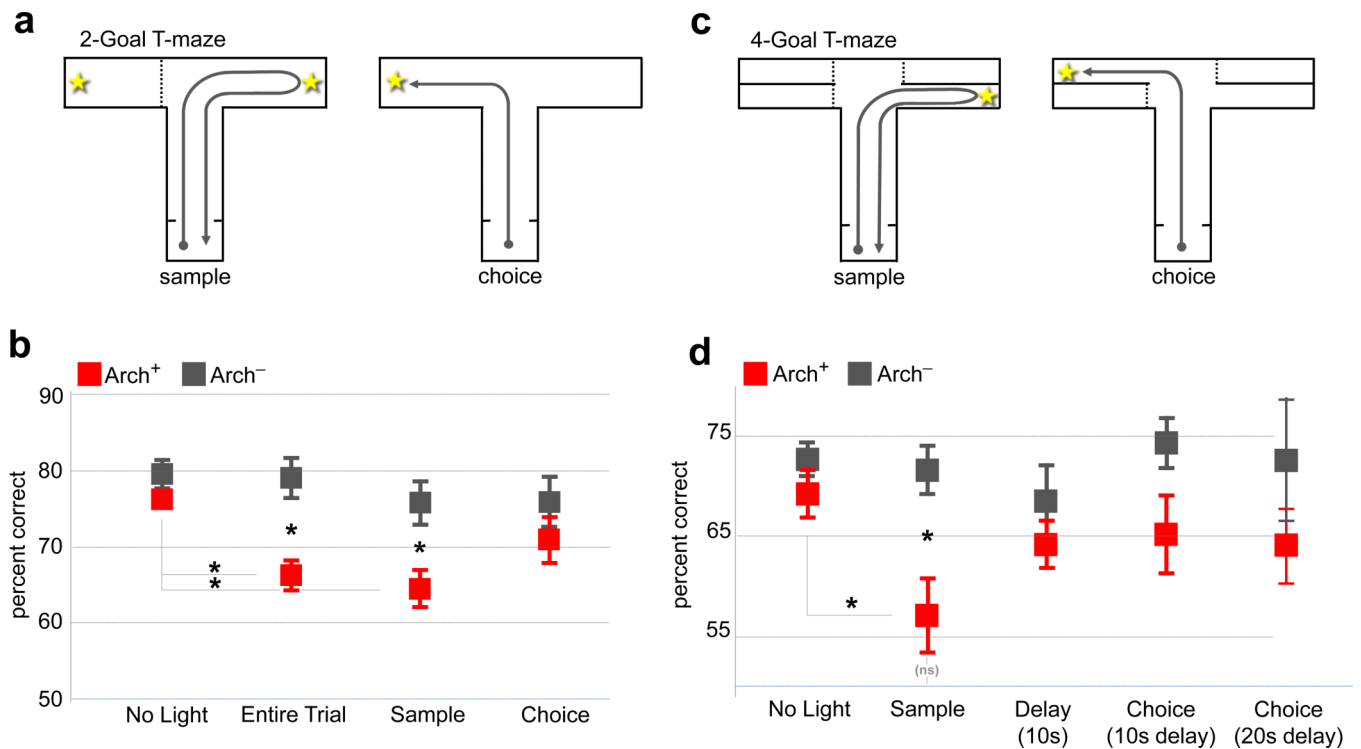 a
2-Goal T-maze
sample
choice
c
4-Goal T-maze
sample
choice
b
Arch+ Arch–
percent correct
90
80
70
60
50
*
*
*
*
No Light Entire Trial Sample Choice
d
Arch+ Arch–
percent correct
75
65
55
*
*
(ns)
No Light Sample Delay (10s) Choice (10s delay) Choice (20s delay)